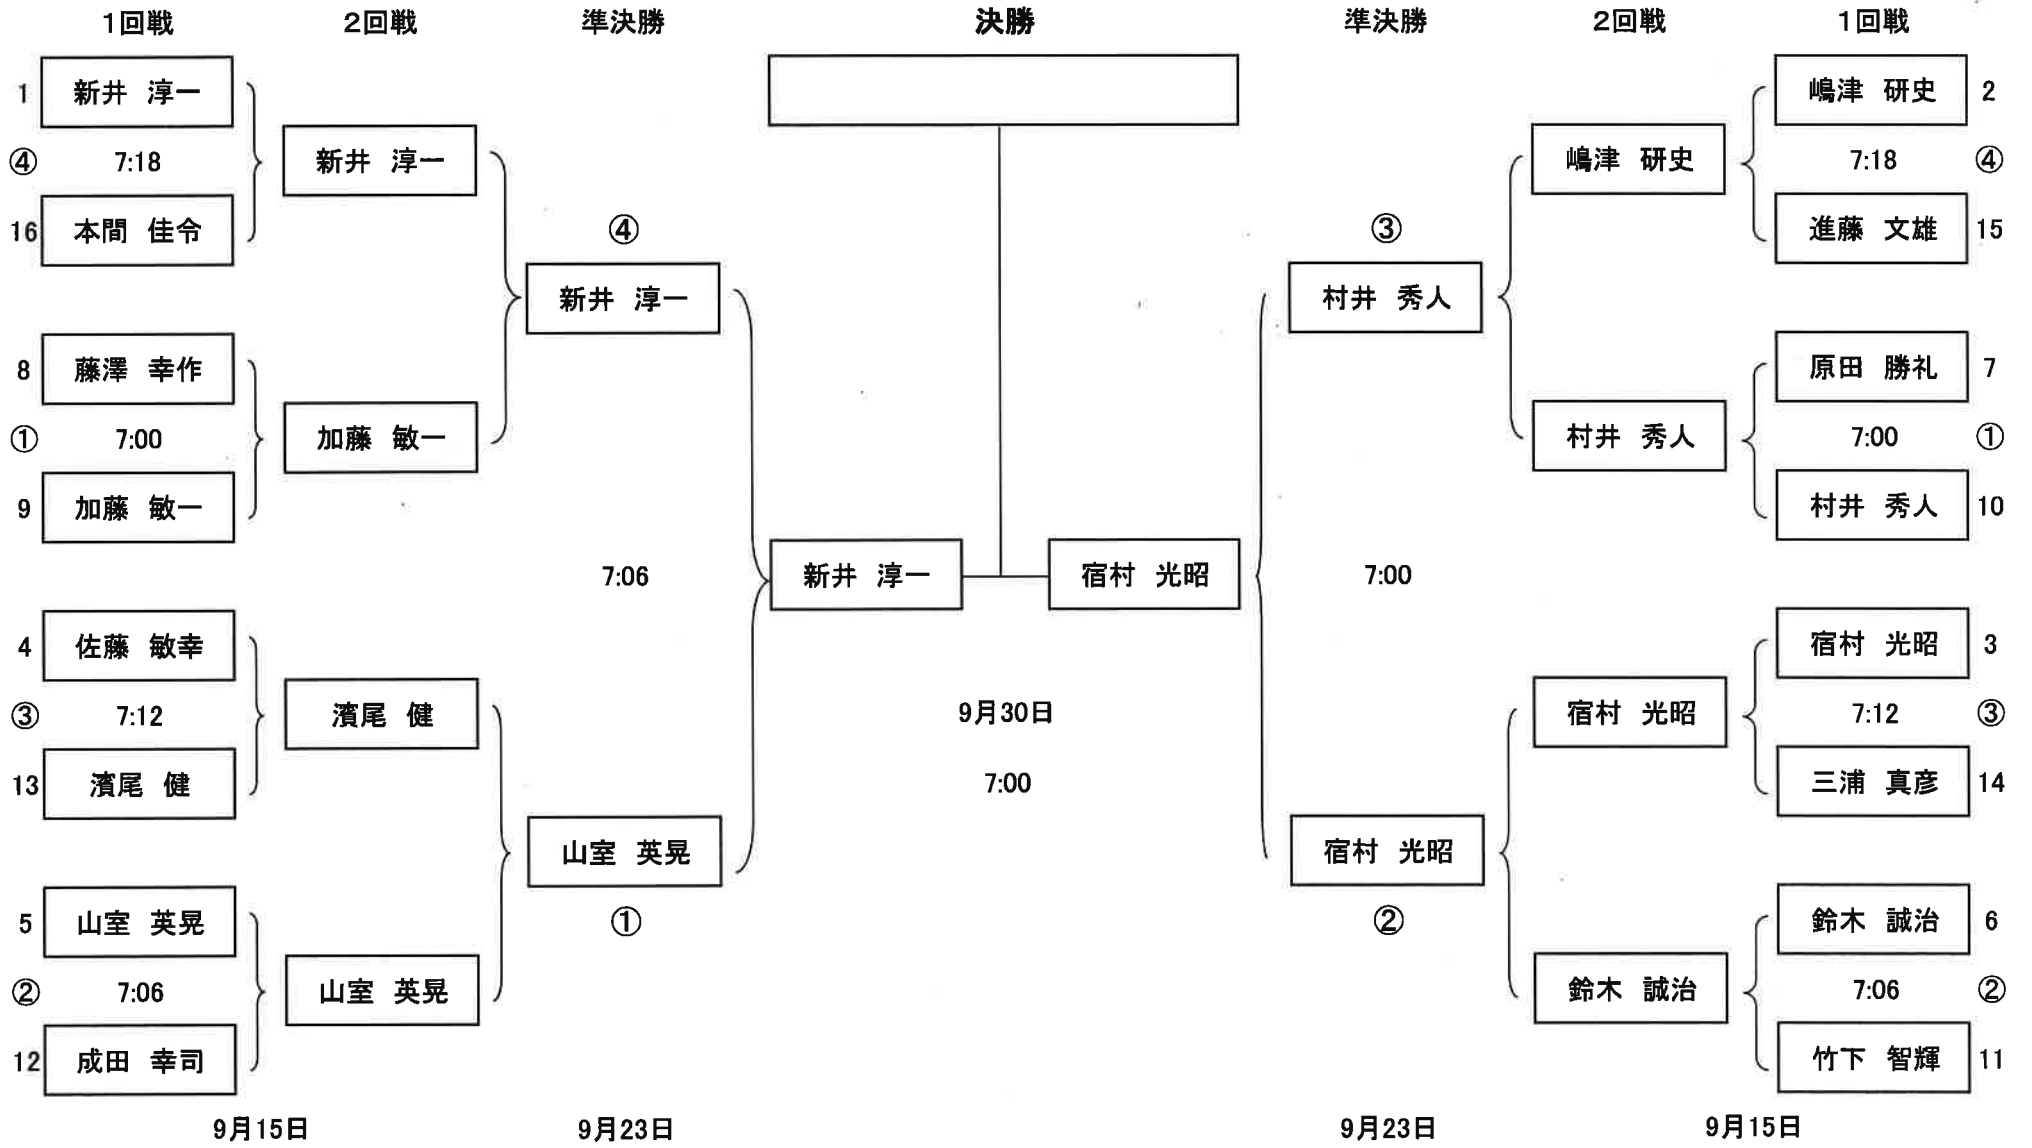 1回戦 2回戦 準決勝 決勝 準決勝 2回戦 1回戦
1 新井 淳一
④ 7:18
16 本間 佳令
新井 淳一
8 藤澤 幸作
① 7:00
9 加藤 敏一
加藤 敏一
④
新井 淳一
4 佐藤 敏幸
③ 7:12
13 濱尾 健
濱尾 健
5 山室 英晃
② 7:06
12 成田 幸司
山室 英晃
山室 英晃
①
7:06
新井 淳一
宿村 光昭
9月30日
7:00
③
村井 秀人
7:00
宿村 光昭
②
嶋津 研史
村井 秀人
宿村 光昭
鈴木 誠治
嶋津 研史 2
7:18 ④
進藤 文雄 15
原田 勝礼 7
7:00 ①
村井 秀人 10
宿村 光昭 3
7:12 ③
三浦 真彦 14
鈴木 誠治 6
7:06 ②
竹下 智輝 11
9月15日 9月23日 9月23日 9月15日